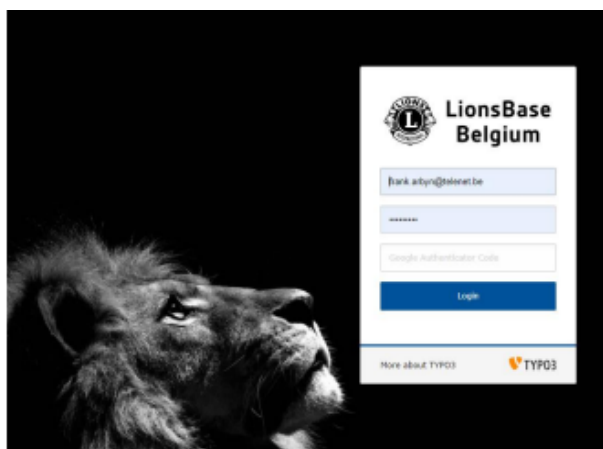 LionsBase
Belgium
frank.arbyn@telenet.be
••••••••
Google Authenticator Code
Login
More about TYPO3
TYPO3